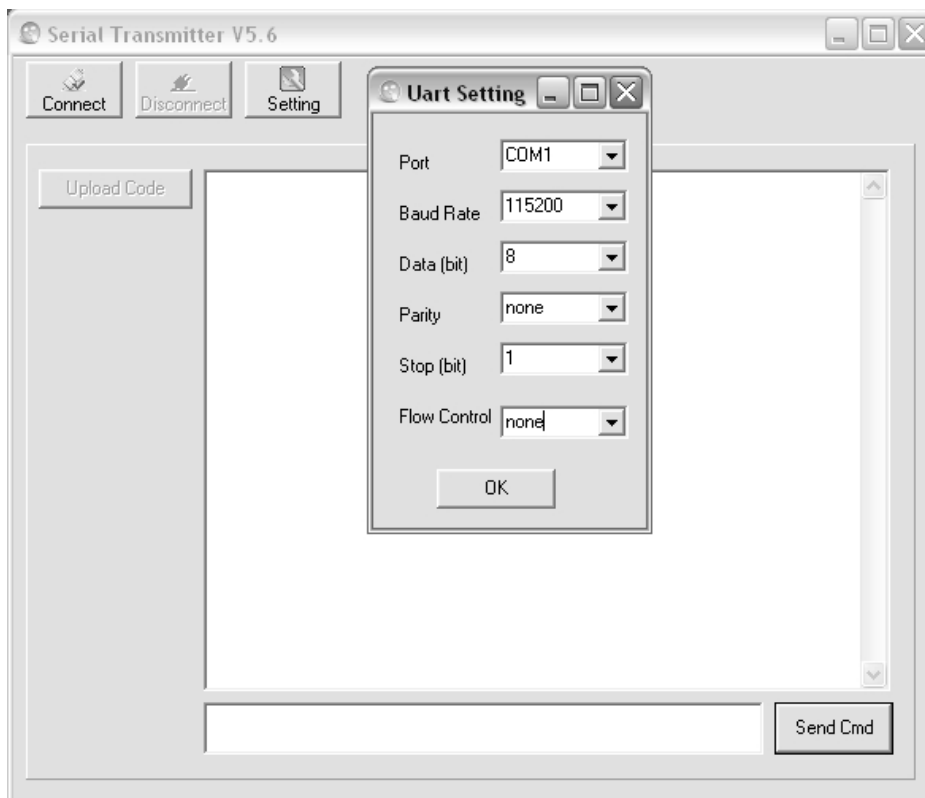 Serial Transmitter V5.6
Connect
Disconnect
Setting
Upload Code
Uart Setting
Port
COM1
Baud Rate
115200
Data (bit)
8
Parity
none
Stop (bit)
1
Flow Control
none
OK
Send Cmd